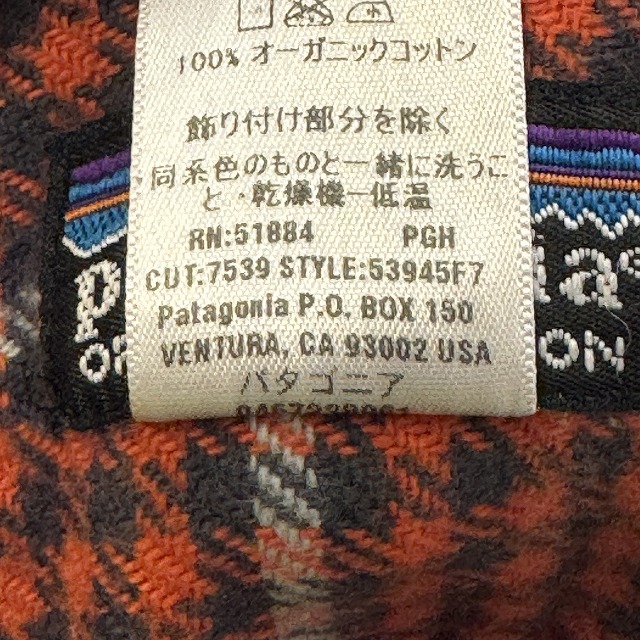 100% オーガニックコットン
飾り付け部分を除く
同系色のものと一緒に洗うこ
と・乾燥機ー低温
RN:51884 PGH
CUT:7539 STYLE:53945F7
Patagonia P.O. BOX 150
VENTURA, CA 93002 USA
パタゴニア